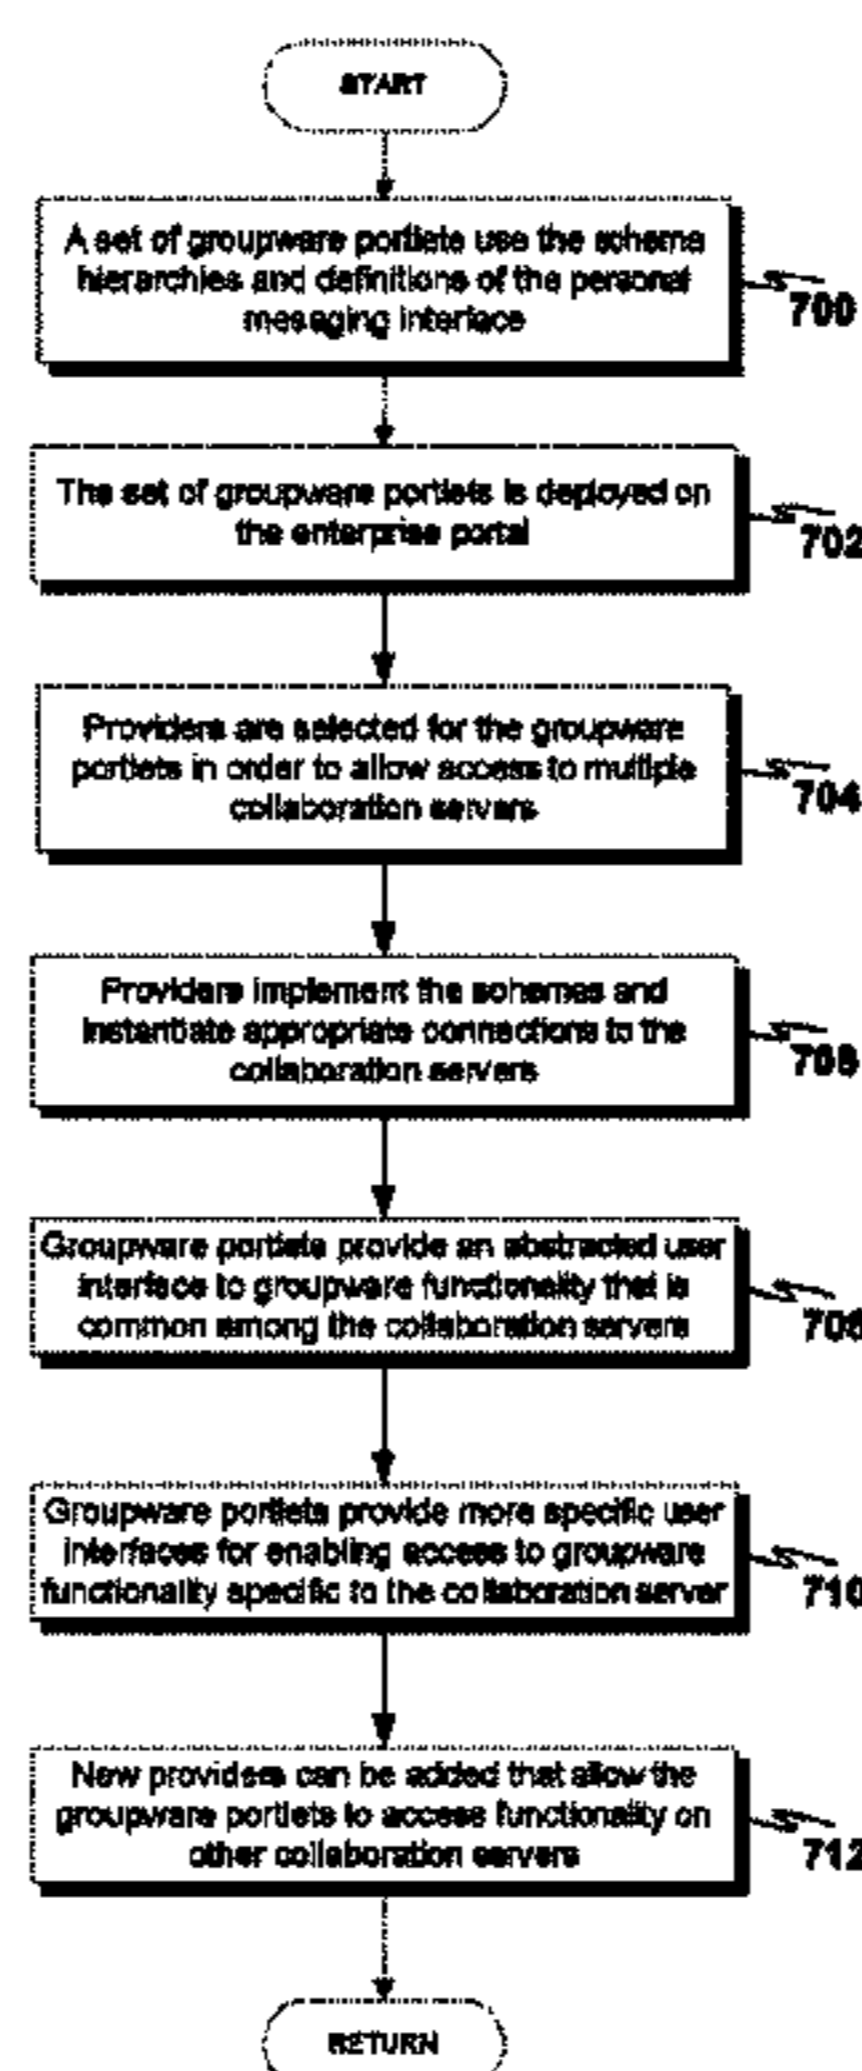 START
A set of groupware portlets use the schema
hierarchies and definitions of the personal
mesaging interface
700
The set of groupware portlets is deployed on
the enterprise portal
702
Providers are selected for the groupware
portlets in order to allow access to multiple
collaboration servers
704
Providers implement the schemas and
instantiate appropriate connections to the
collaboration servers
Groupware portlets provide an abstracted user
interface to groupware functionality that is
common among the collaboration servers
Groupware portlets provide more specific user
interfaces for enabling access to groupware
functionality specific to the collaboration server
710
New providers can be added that allow the
groupware portlets to access functionality on
other collaboration servers
712
RETURN